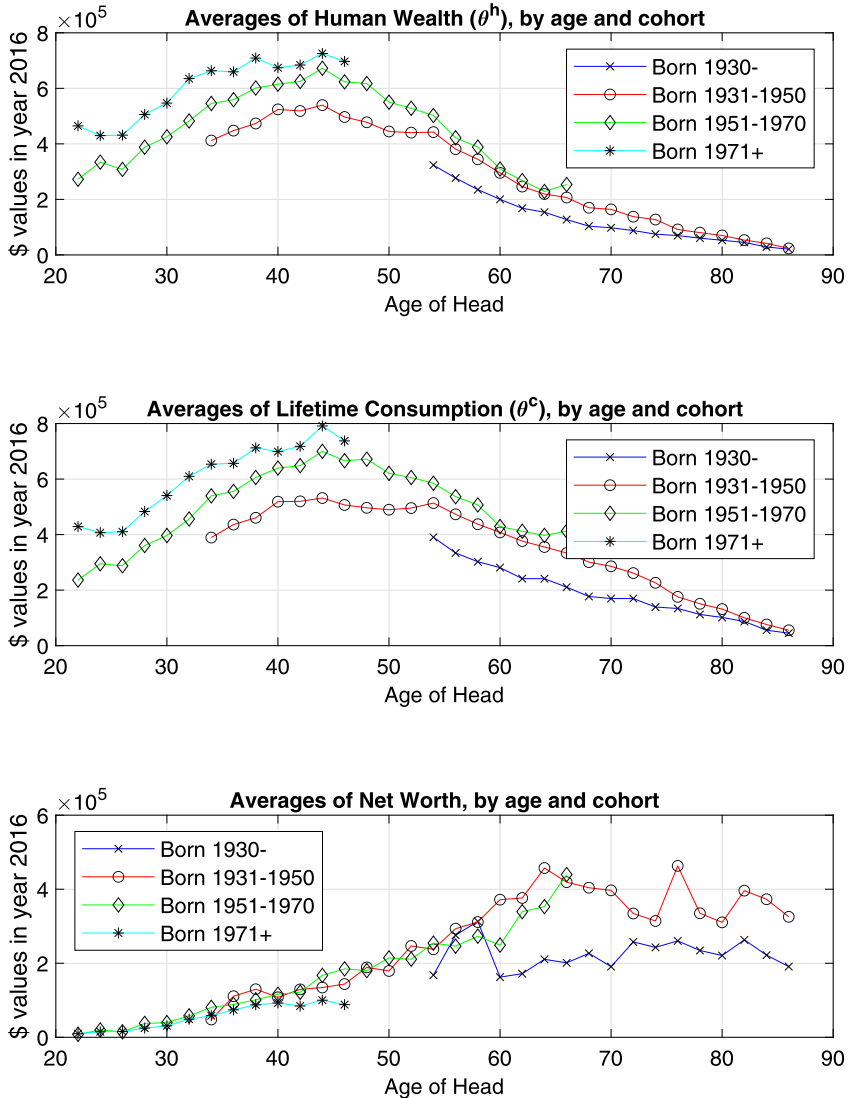 Averages of Human Wealth (θ^h), by age and cohort
×10^5
$ values in year 2016
8
6
4
2
0
20 30 40 50 60 70 80 90
Age of Head
Born 1930-
Born 1931-1950
Born 1951-1970
Born 1971+
Averages of Lifetime Consumption (θ^c), by age and cohort
×10^5
$ values in year 2016
8
6
4
2
0
20 30 40 50 60 70 80 90
Age of Head
Born 1930-
Born 1931-1950
Born 1951-1970
Born 1971+
Averages of Net Worth, by age and cohort
×10^5
$ values in year 2016
6
4
2
0
20 30 40 50 60 70 80 90
Age of Head
Born 1930-
Born 1931-1950
Born 1951-1970
Born 1971+